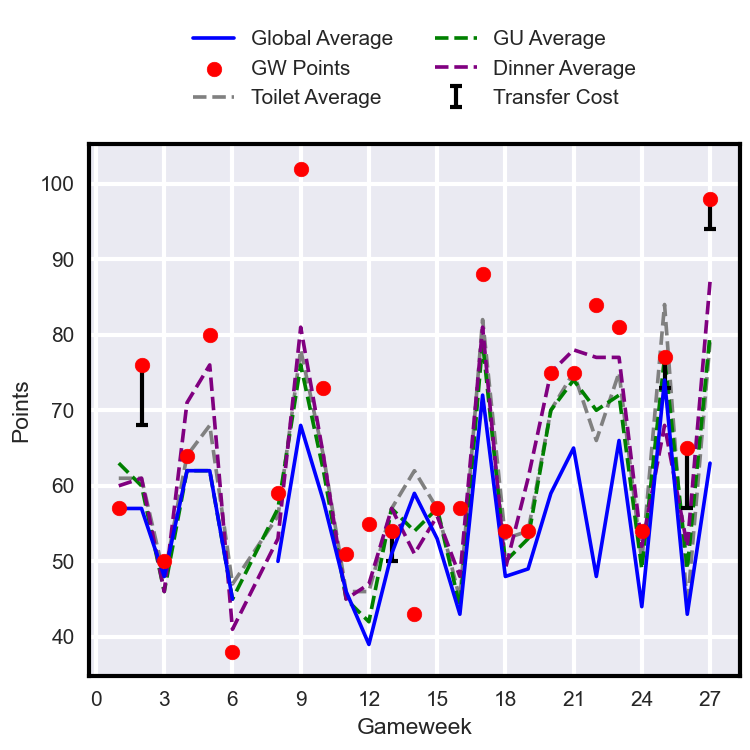 Global Average
GU Average
GW Points
Dinner Average
Toilet Average
Transfer Cost
100
90
80
70
60
50
40
Points
0 3 6 9 12 15 18 21 24 27
Gameweek